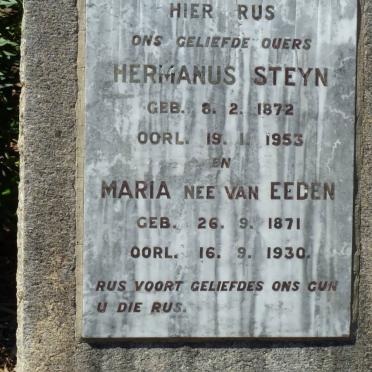 HIER RUS
ONS GELIEFDE OUERS
HERMANUS STEYN
GEB. 8. 2. 1872
OORL. 19. 1. 1953
EN
MARIA NEE VAN EEDEN
GEB. 26. 9. 1871
OORL. 16. 9. 1930.
RUS VOORT GELIEFDES ONS GUN
U DIE RUS.